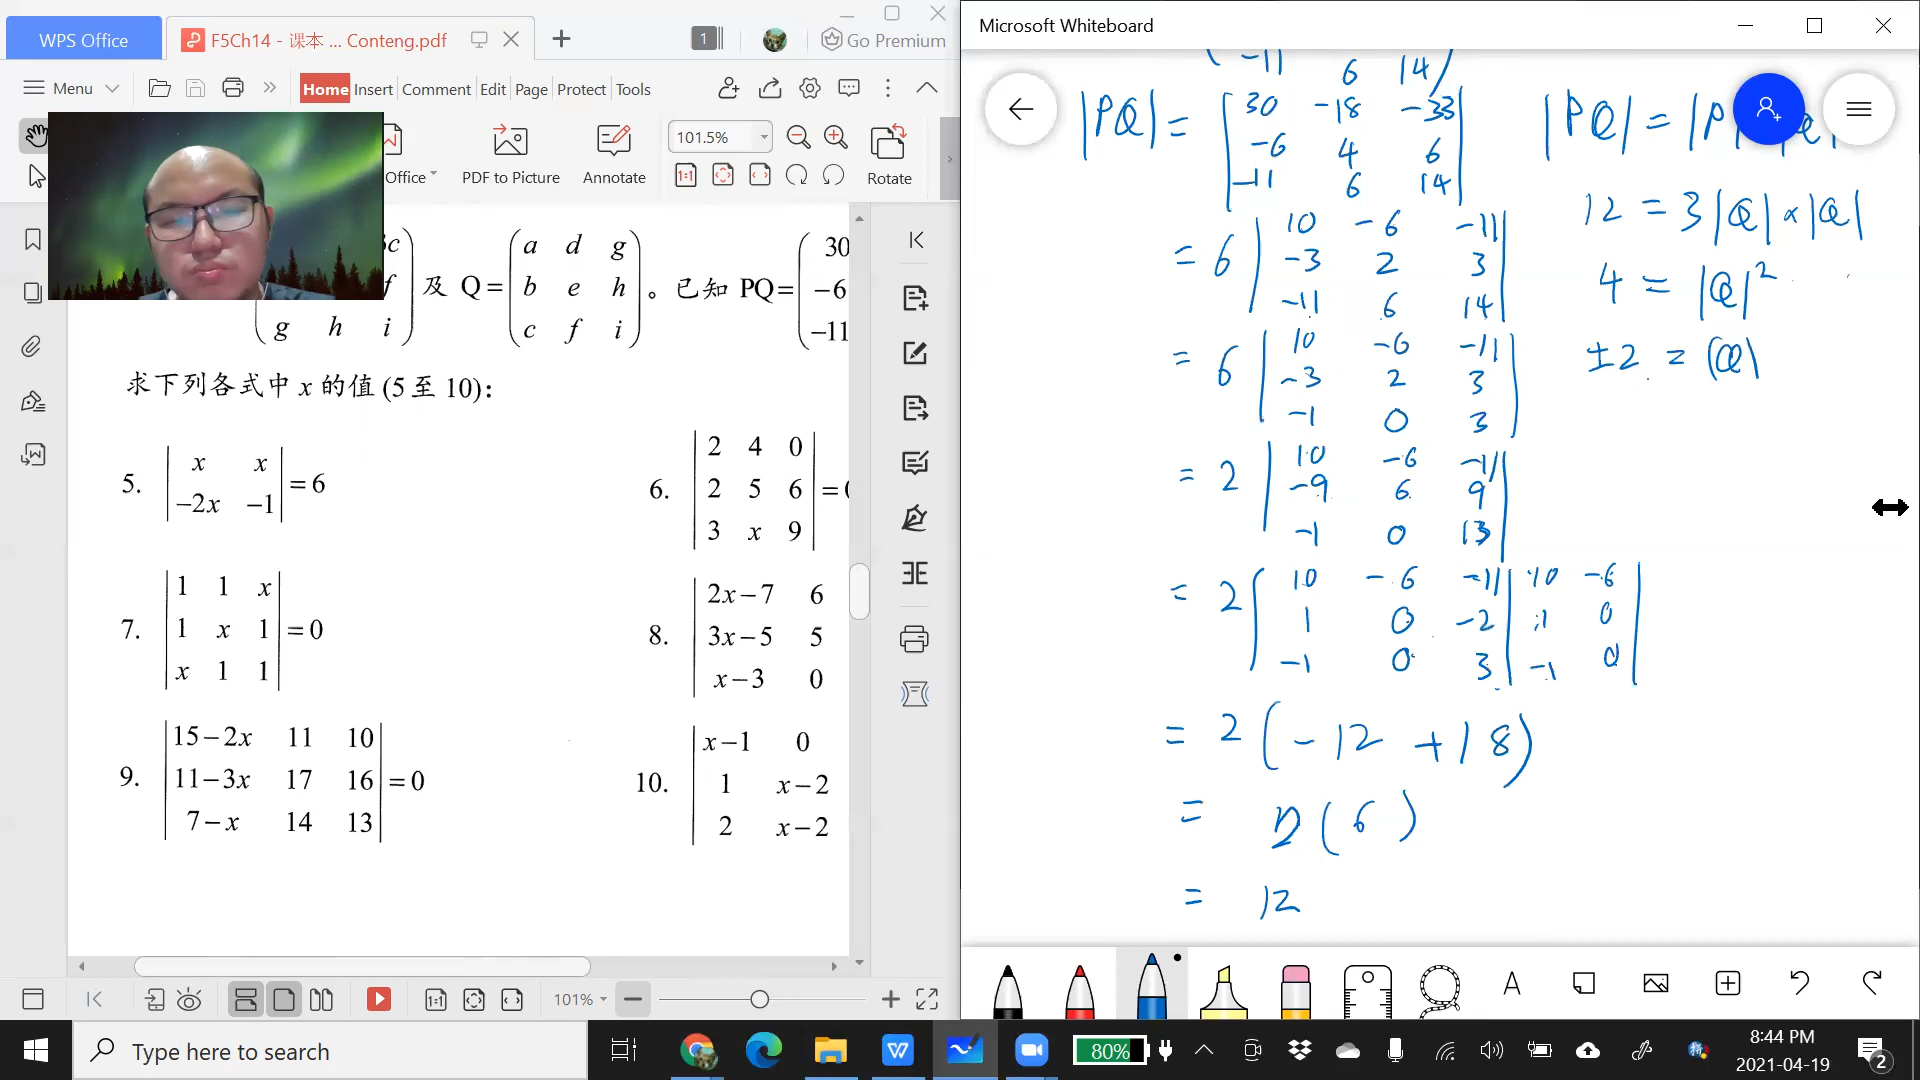 WPS Office
F5Ch14 - 课本 ... Conteng.pdf
1
Go Premium
Menu
Home Insert Comment Edit Page Protect Tools
Office
PDF to Picture
Annotate
101.5%
Rotate
3c
f
g h i
及 Q=
a d g
b e h
c f i
。已知 PQ=
30
−6
−11
求下列各式中 x 的值 (5 至 10):
5.
x x
−2x −1
=6
6.
2 4 0
2 5 6
3 x 9
=
7.
1 1 x
1 x 1
x 1 1
=0
8.
2x−7 6
3x−5 5
x−3 0
9.
15−2x 11 10
11−3x 17 16
7−x 14 13
=0
10.
x−1 0
1 x−2
2 x−2
101%
Microsoft Whiteboard
-11 6 14
|PQ| =
30 -18 -33
-6 4 6
-11 6 14
= 6
10 -6 -11
-3 2 3
-11 6 14
= 6
10 -6 -11
-3 2 3
-1 0 3
= 2
10 -6 -11
-9 6 9
-1 0 13
= 2
10 -6 -11 10 -6
1 0 -2 1 0
-1 0 3 -1 0
= 2 (-12 + 18)
= 2 (6)
= 12
|PQ| = |P
12 = 3|Q| × |Q|
4 = |Q|²
±2 = |Q|
Type here to search
80%
8:44 PM
2021-04-19
2